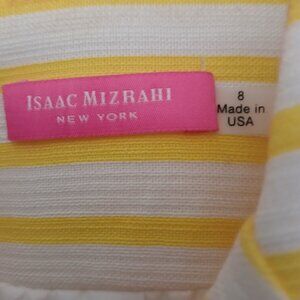 ISAAC MIZRAHI
NEW YORK
8
Made in
USA